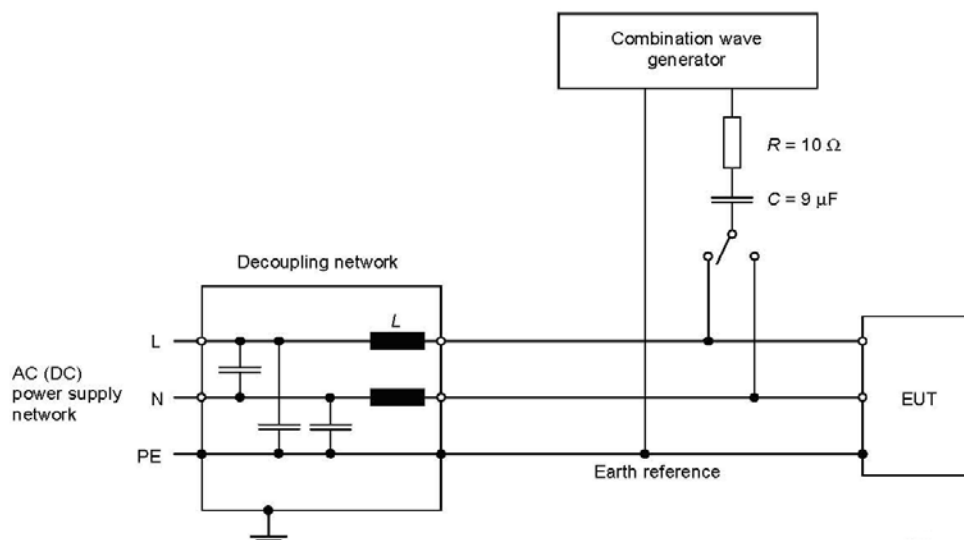 Combination wave
generator
R = 10 Ω
C = 9 μF
Decoupling network
L
L
AC (DC)
power supply
network
N
EUT
PE
Earth reference